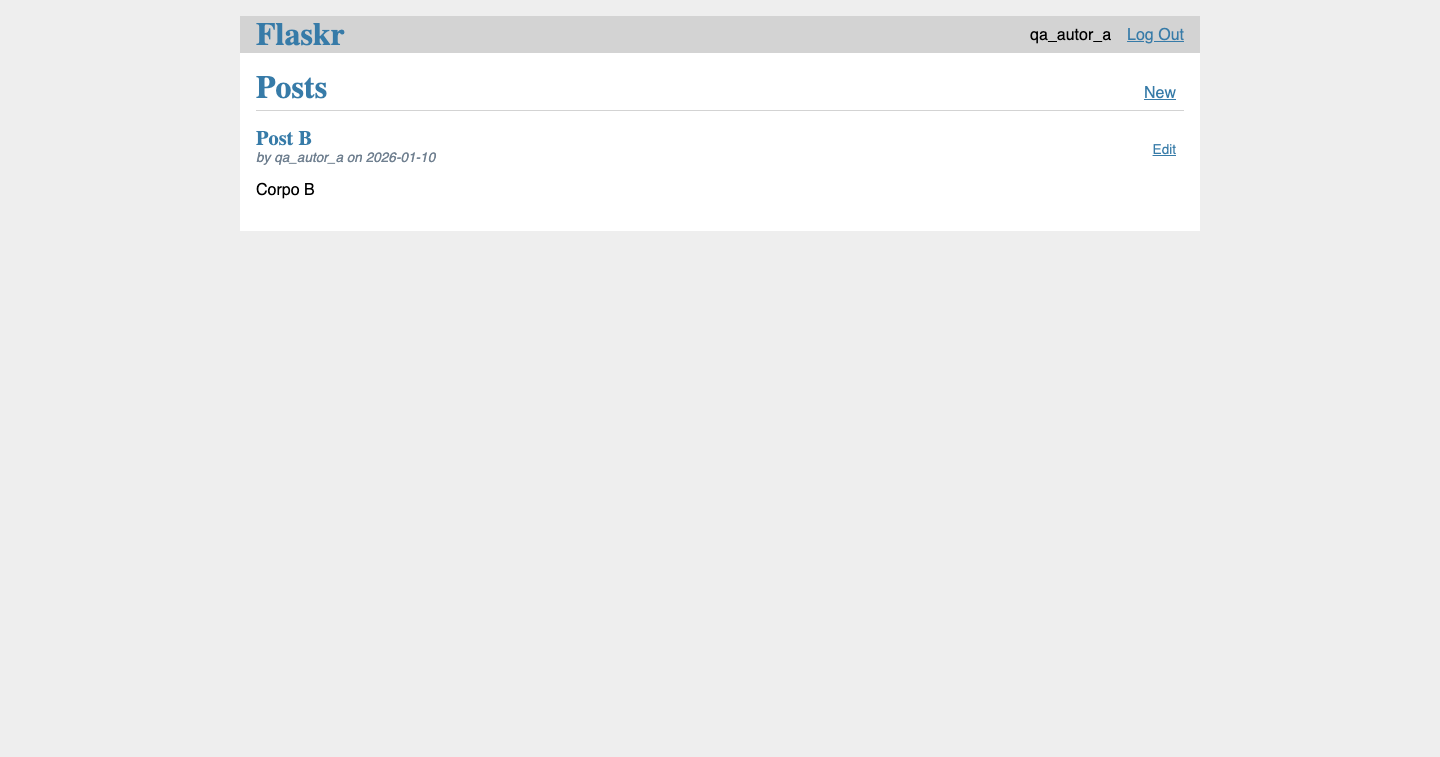 Flaskr
qa_autor_a Log Out
Posts
New
Post B
by qa_autor_a on 2026-01-10
Edit
Corpo B